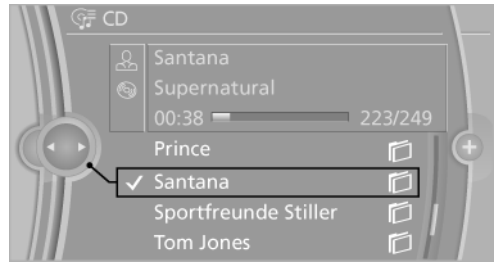 CD
Santana
Supernatural
00:38 223/249
Prince
Santana
Sportfreunde Stiller
Tom Jones